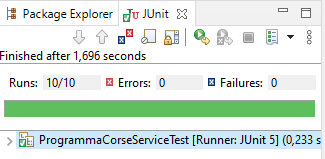 Package Explorer JUnit
Finished after 1,696 seconds
Runs: 10/10 Errors: 0 Failures: 0
ProgrammaCorseServiceTest [Runner: JUnit 5] (0,233 s